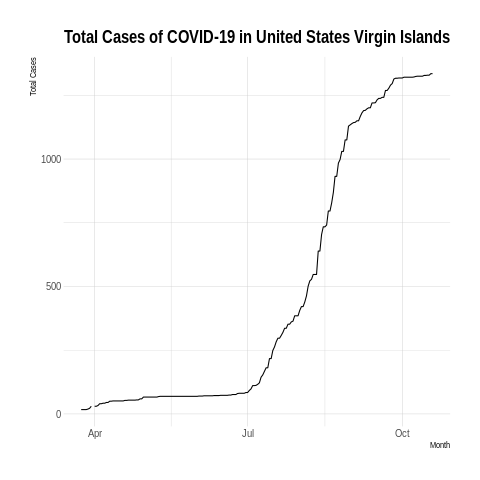 Total Cases of COVID-19 in United States Virgin Islands
Total Cases
1000
500
0
Apr
Jul
Oct
Month